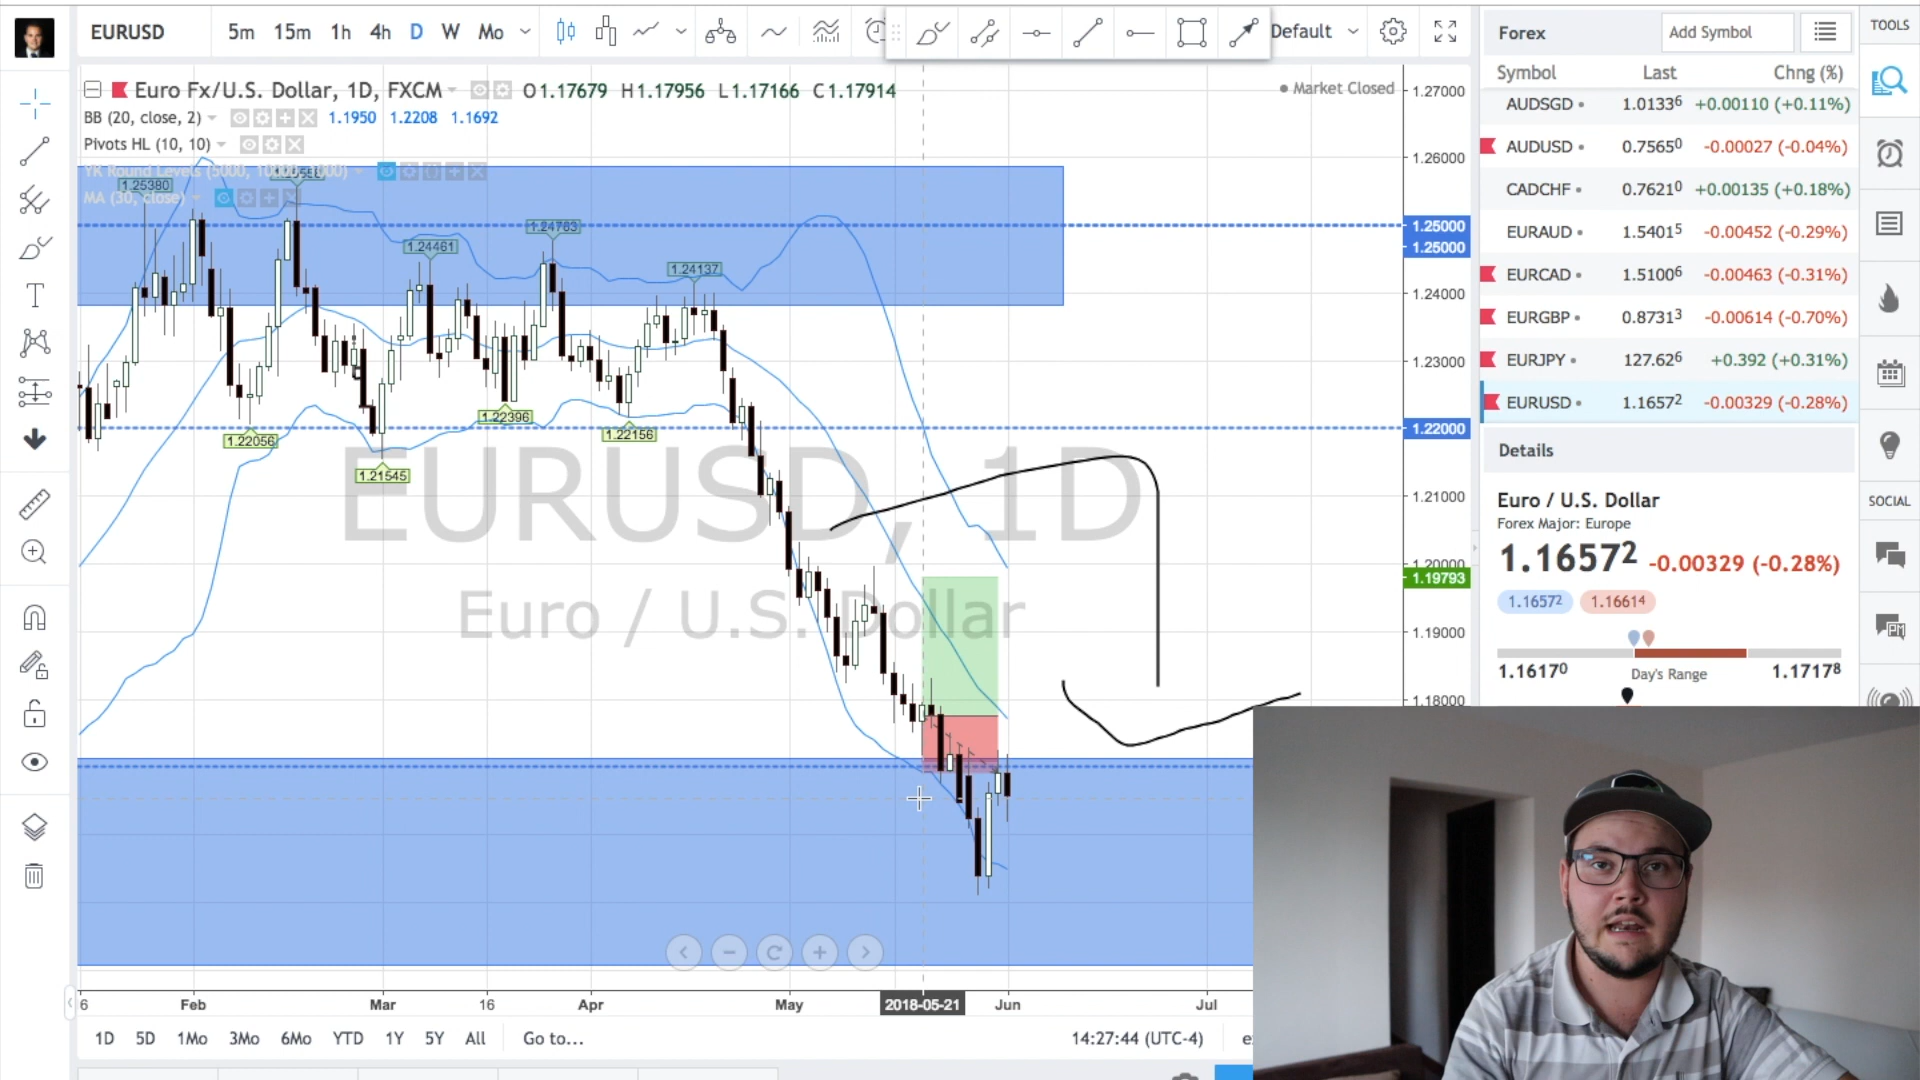 EURUSD 5m 15m 1h 4h D W Mo Default
Euro Fx/U.S. Dollar, 1D, FXCM O1.17679 H1.17956 L1.17166 C1.17914
Market Closed
BB (20, close, 2) 1.1950 1.2208 1.1692
Pivots HL (10, 10)
MA (30, close)
1.25380
1.24461
1.24763
1.24137
1.22056
1.21545
1.22396
1.22156
EURUSD, 1D
Euro / U.S. Dollar
1.27000
1.26000
1.25000
1.25000
1.24000
1.23000
1.22000
1.21000
1.20000
1.19793
1.19000
1.18000
6 Feb Mar 16 Apr May 2018-05-21 Jun Jul
1D 5D 1Mo 3Mo 6Mo YTD 1Y 5Y All Go to... 14:27:44 (UTC-4)
Forex Add Symbol
Symbol Last Chng (%)
AUDSGD 1.01336 +0.00110 (+0.11%)
AUDUSD 0.75650 -0.00027 (-0.04%)
CADCHF 0.76210 +0.00135 (+0.18%)
EURAUD 1.54015 -0.00452 (-0.29%)
EURCAD 1.51006 -0.00463 (-0.31%)
EURGBP 0.87313 -0.00614 (-0.70%)
EURJPY 127.626 +0.392 (+0.31%)
EURUSD 1.16572 -0.00329 (-0.28%)
Details
Euro / U.S. Dollar
Forex Major: Europe
1.16572 -0.00329 (-0.28%)
1.16572 1.16614
1.16170 Day's Range 1.17178
TOOLS
SOCIAL